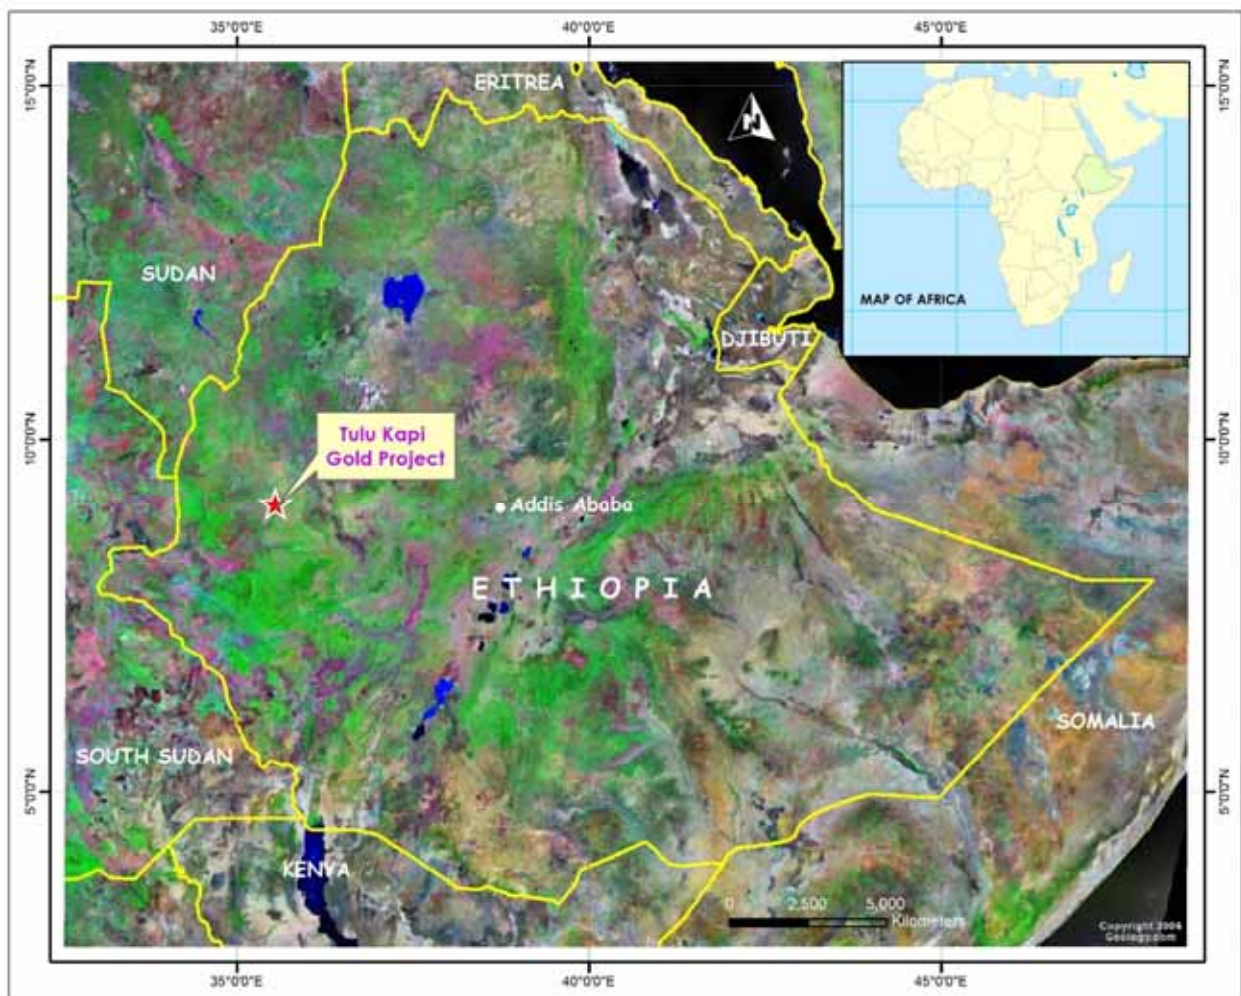 35°0'0"E 40°0'0"E 45°0'0"E
15°0'0"N
15°0'0"N
ERITREA
N
SUDAN
MAP OF AFRICA
DJIBUTI
10°0'0"N
10°0'0"N
Tulu Kapi
Gold Project
Addis Ababa
ETHIOPIA
SOMALIA
SOUTH SUDAN
5°0'0"N
5°0'0"N
KENYA
0 2,500 5,000
Kilometers
Copyright 2006
Geology.com
35°0'0"E 40°0'0"E 45°0'0"E